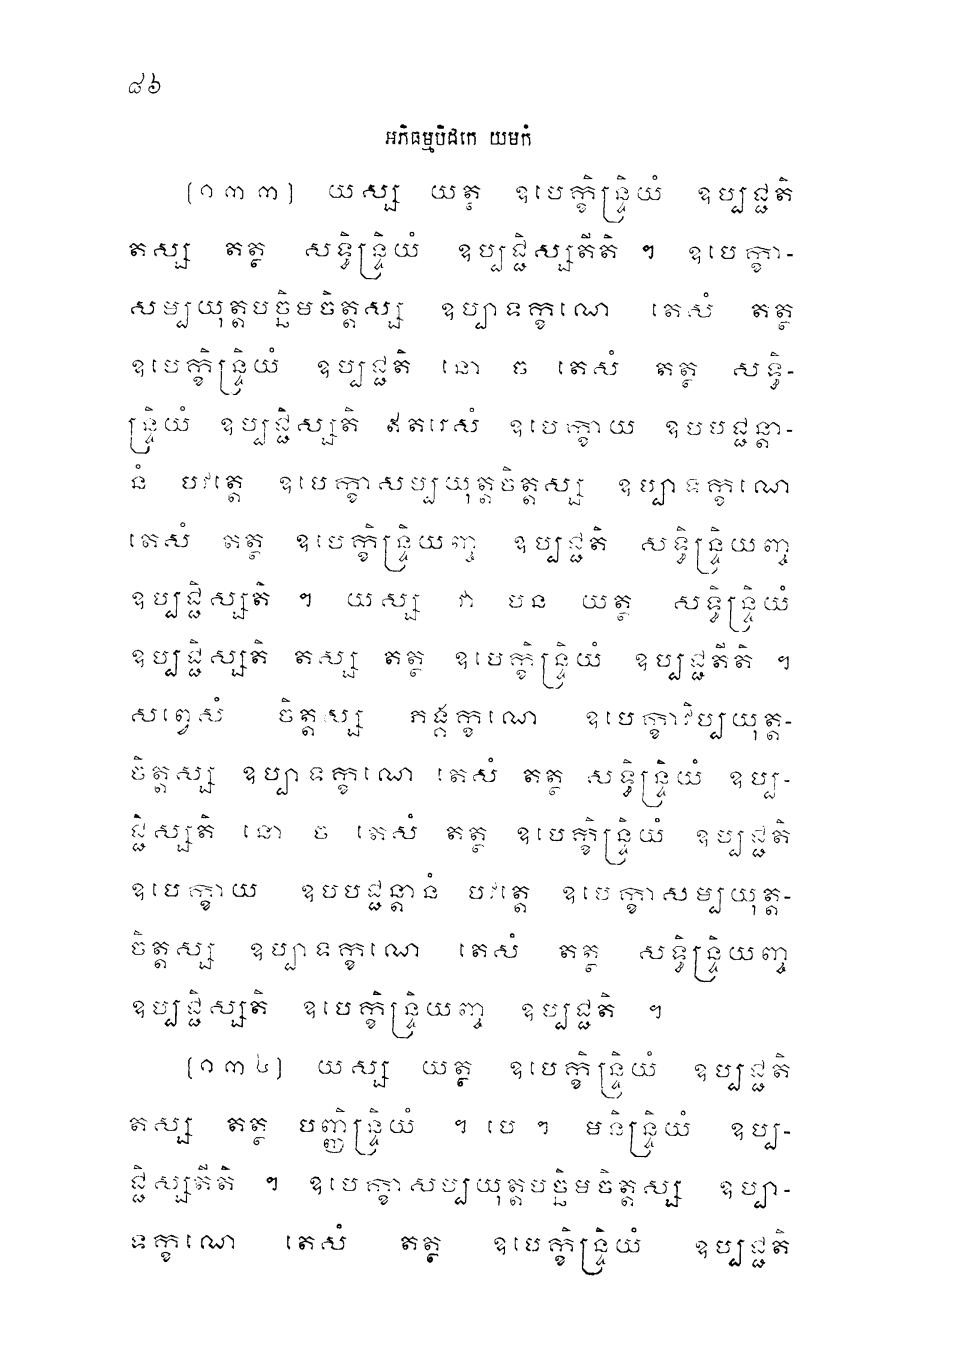 ៨៦
អភិធម្មបិដកេ យមកំ
(១៣៣) យស្ស យត្ថ ឧបេក្ខិន្ទ្រិយំ ឧប្បជ្ជតិ
តស្ស តត្ថ សទ្ធិន្ទ្រិយំ ឧប្បជ្ជិស្សតីតិ ។ ឧបេក្ខា-
សម្បយុត្តបច្ឆិមចិត្តស្ស ឧប្បាទក្ខណេ តេសំ តត្ថ
ឧបេក្ខិន្ទ្រិយំ ឧប្បជ្ជតិ នោ ច តេសំ តត្ថ សទ្ធិ-
ន្ទ្រិយំ ឧប្បជ្ជិស្សតិ ឥតរេសំ ឧបេក្ខាយ ឧបបជ្ជន្តា-
នំ បវត្តេ ឧបេក្ខាសប្បយុត្តចិត្តស្ស ឧប្បាទក្ខណេ
តេសំ តត្ថ ឧបេក្ខិន្ទ្រិយញ្ច ឧប្បជ្ជតិ សទ្ធិន្ទ្រិយញ្ច
ឧប្បជ្ជិស្សតិ ។ យស្ស វា បន យត្ថ សទ្ធិន្ទ្រិយំ
ឧប្បជ្ជិស្សតិ តស្ស តត្ថ ឧបេក្ខិន្ទ្រិយំ ឧប្បជ្ជតីតិ ។
សព្វេសំ ចិត្តស្ស ភង្គក្ខណេ ឧបេក្ខាវិប្បយុត្ត-
ចិត្តស្ស ឧប្បាទក្ខណេ តេសំ តត្ថ សទ្ធិន្ទ្រិយំ ឧប្ប-
ជ្ជិស្សតិ នោ ច តេសំ តត្ថ ឧបេក្ខិន្ទ្រិយំ ឧប្បជ្ជតិ
ឧបេក្ខាយ ឧបបជ្ជន្តានំ បវត្តេ ឧបេក្ខាសម្បយុត្ត-
ចិត្តស្ស ឧប្បាទក្ខណេ តេសំ តត្ថ សទ្ធិន្ទ្រិយញ្ច
ឧប្បជ្ជិស្សតិ ឧបេក្ខិន្ទ្រិយញ្ច ឧប្បជ្ជតិ ។
(១៣៤) យស្ស យត្ថ ឧបេក្ខិន្ទ្រិយំ ឧប្បជ្ជតិ
តស្ស តត្ថ បញ្ញិន្ទ្រិយំ ។ បេ ។ មនិន្ទ្រិយំ ឧប្ប-
ជ្ជិស្សតីតិ ។ ឧបេក្ខាសប្បយុត្តបច្ឆិមចិត្តស្ស ឧប្បា-
ទក្ខណេ តេសំ តត្ថ ឧបេក្ខិន្ទ្រិយំ ឧប្បជ្ជតិ